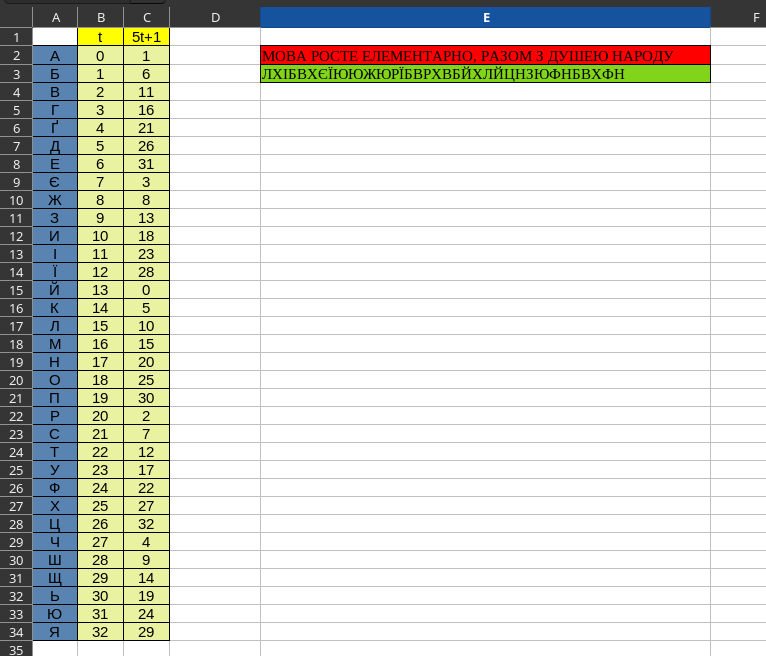 A B C D E F
1 t 5t+1
2 А 0 1 МОВА РОСТЕ ЕЛЕМЕНТАРНО, РАЗОМ З ДУШЕЮ НАРОДУ
3 Б 1 6 ЛХІБВХЄЇЮЮЖЮРЇБВРХВБЙХЛЙЦНЗЮФНБВХФН
4 В 2 11
5 Г 3 16
6 Ґ 4 21
7 Д 5 26
8 Е 6 31
9 Є 7 3
10 Ж 8 8
11 З 9 13
12 И 10 18
13 І 11 23
14 Ї 12 28
15 Й 13 0
16 К 14 5
17 Л 15 10
18 М 16 15
19 Н 17 20
20 О 18 25
21 П 19 30
22 Р 20 2
23 С 21 7
24 Т 22 12
25 У 23 17
26 Ф 24 22
27 Х 25 27
28 Ц 26 32
29 Ч 27 4
30 Ш 28 9
31 Щ 29 14
32 Ь 30 19
33 Ю 31 24
34 Я 32 29
35